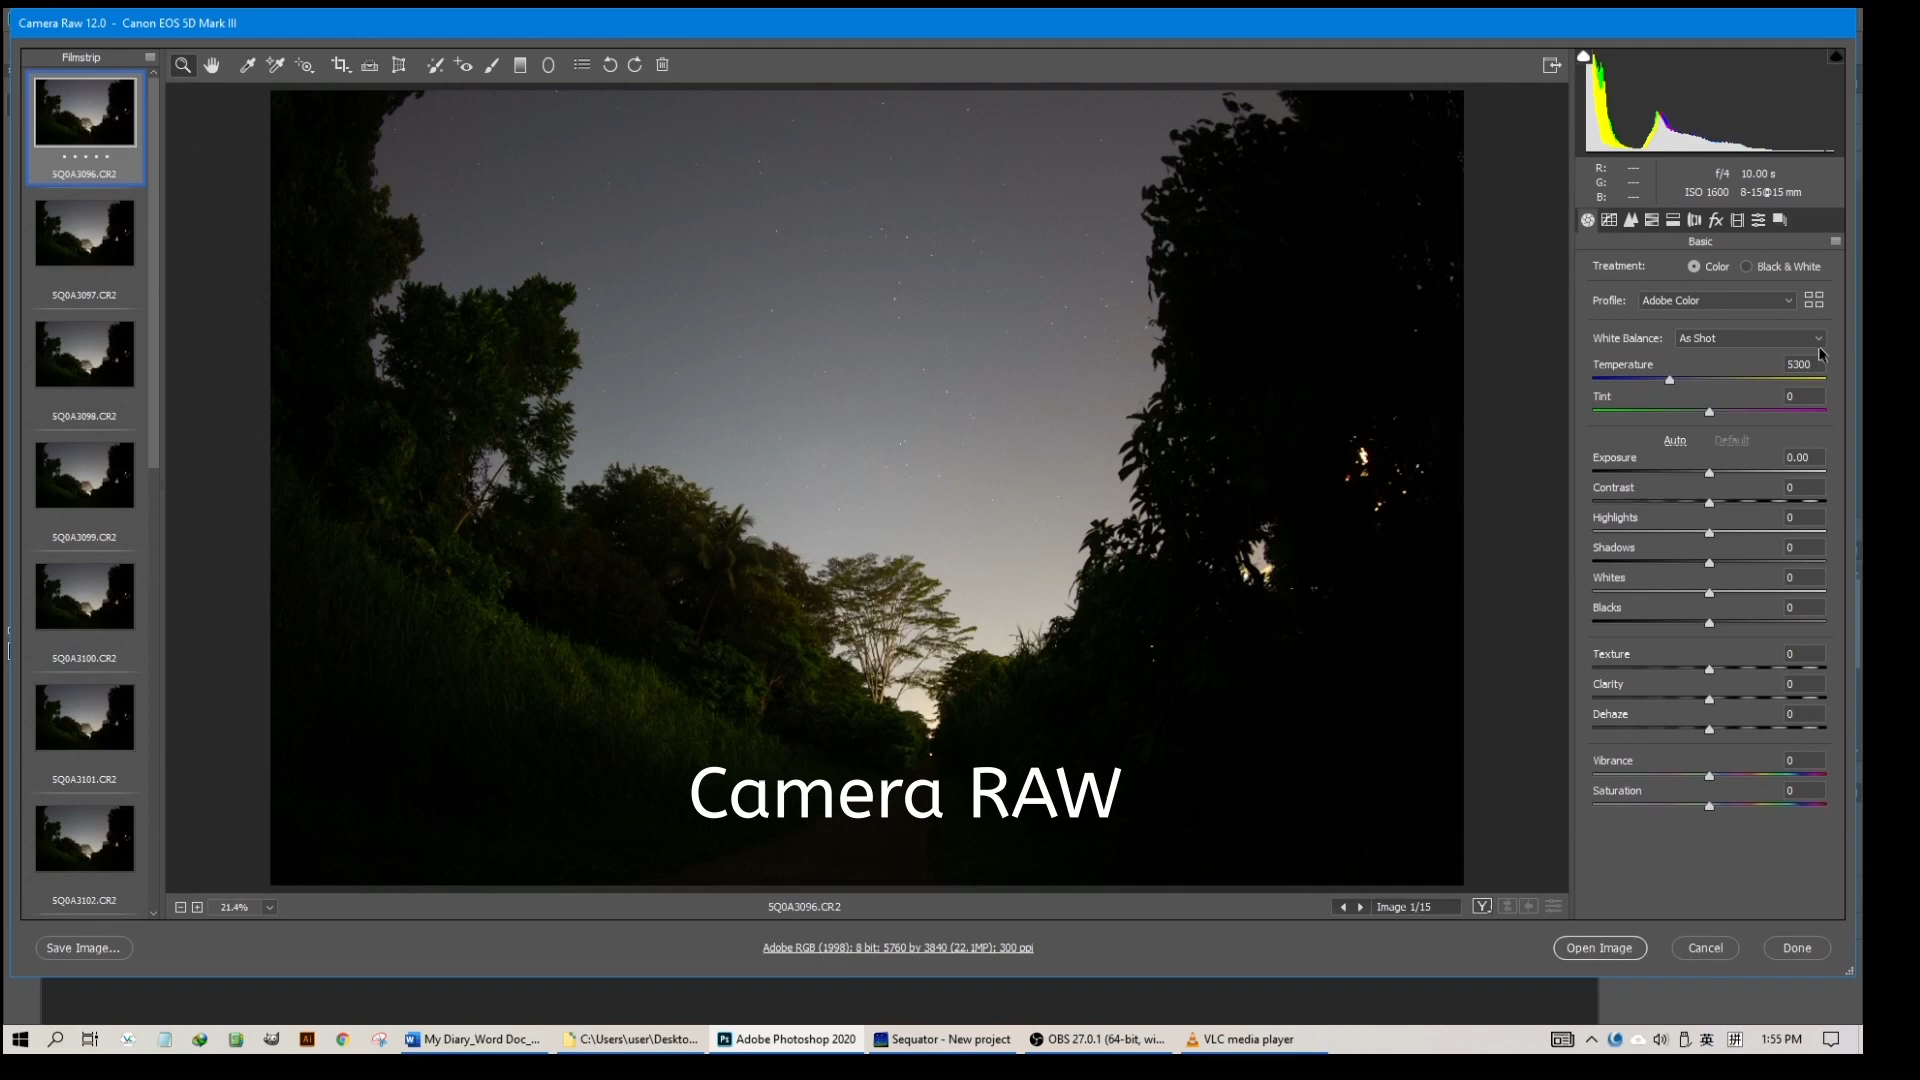 Camera Raw 12.0 - Canon EOS 5D Mark III
Filmstrip
5Q0A3096.CR2
5Q0A3097.CR2
5Q0A3098.CR2
5Q0A3099.CR2
5Q0A3100.CR2
5Q0A3101.CR2
5Q0A3102.CR2
Camera RAW
21.4%
5Q0A3096.CR2
Image 1/15
R: ---
G: ---
B: ---
f/4 10.00 s
ISO 1600 8-15@15 mm
Basic
Treatment: Color Black & White
Profile: Adobe Color
White Balance: As Shot
Temperature 5300
Tint 0
Auto Default
Exposure 0.00
Contrast 0
Highlights 0
Shadows 0
Whites 0
Blacks 0
Texture 0
Clarity 0
Dehaze 0
Vibrance 0
Saturation 0
Save Image...
Adobe RGB (1998); 8 bit; 5760 by 3840 (22.1MP); 300 ppi
Open Image Cancel Done
My Diary_Word Doc_... C:\Users\user\Deskto... Adobe Photoshop 2020 Sequator - New project OBS 27.0.1 (64-bit, wi... VLC media player 英 拼 1:55 PM